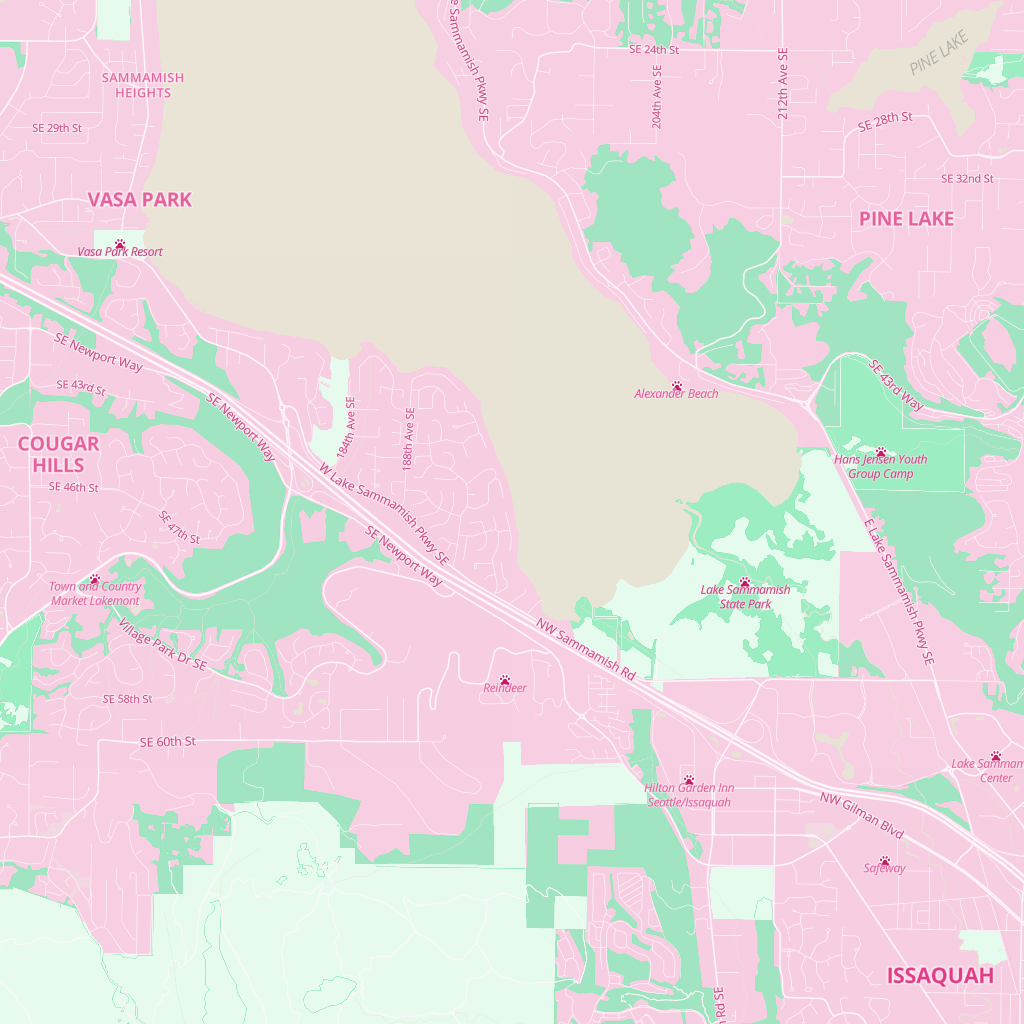 E Sammamish Pkwy SE
SE 24th St
204th Ave SE
212th Ave SE
PINE LAKE
SAMMAMISH
HEIGHTS
SE 29th St
SE 28th St
SE 32nd St
VASA PARK
PINE LAKE
Vasa Park Resort
SE Newport Way
SE 43rd St
SE Newport Way
184th Ave SE
188th Ave SE
Alexander Beach
SE 43rd Way
COUGAR
HILLS
Hans Jensen Youth
Group Camp
SE 46th St
W Lake Sammamish Pkwy SE
SE 47th St
SE Newport Way
E Lake Sammamish Pkwy SE
Town and Country
Market Lakemont
Lake Sammamish
State Park
Village Park Dr SE
NW Sammamish Rd
Reindeer
SE 58th St
SE 60th St
Lake Sammam
Center
Hilton Garden Inn
Seattle/Issaquah
NW Gilman Blvd
Safeway
ISSAQUAH
Rd SE